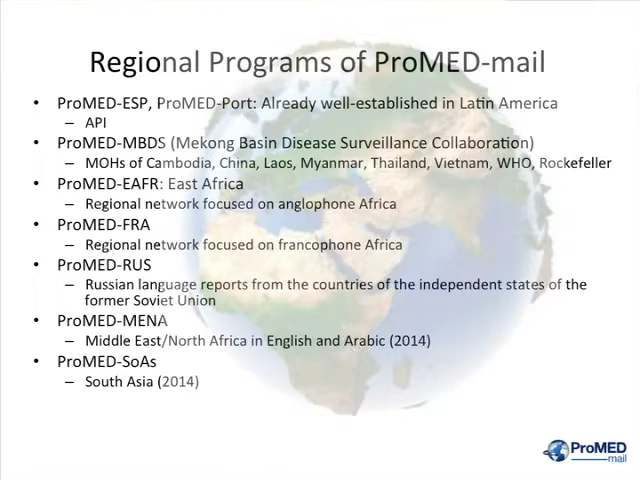 Regional Programs of ProMED-mail
• ProMED-ESP, ProMED-Port: Already well-established in Latin America
– API
• ProMED-MBDS (Mekong Basin Disease Surveillance Collaboration)
– MOHs of Cambodia, China, Laos, Myanmar, Thailand, Vietnam, WHO, Rockefeller
• ProMED-EAFR: East Africa
– Regional network focused on anglophone Africa
• ProMED-FRA
– Regional network focused on francophone Africa
• ProMED-RUS
– Russian language reports from the countries of the independent states of the
former Soviet Union
• ProMED-MENA
– Middle East/North Africa in English and Arabic (2014)
• ProMED-SoAs
– South Asia (2014)
ProMED
mail